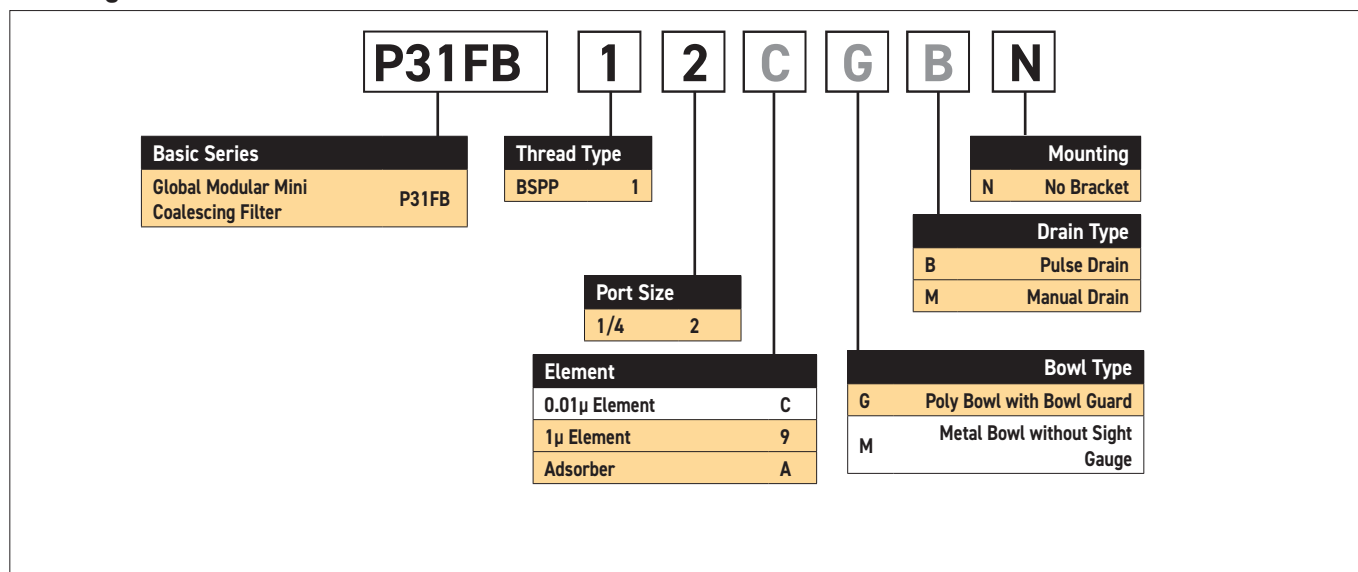 P31FB 1 2 C G B N
Basic Series
Global Modular Mini
Coalescing Filter
P31FB
Thread Type
BSPP 1
Mounting
N No Bracket
Drain Type
B Pulse Drain
M Manual Drain
Port Size
1/4 2
Element
0.01µ Element C
1µ Element 9
Adsorber A
Bowl Type
G Poly Bowl with Bowl Guard
M Metal Bowl without Sight
Gauge